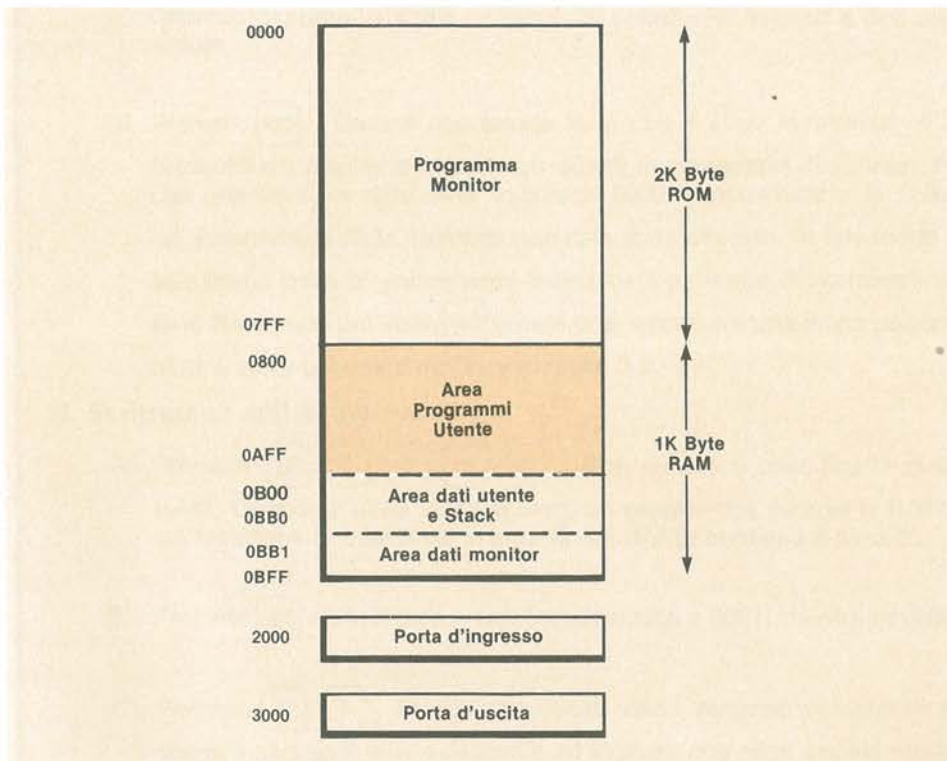 0000
Programma
Monitor
2K Byte
ROM
07FF
0800
Area
Programmi
Utente
1K Byte
RAM
0AFF
0B00
Area dati utente
e Stack
0BB0
0BB1
Area dati monitor
0BFF
2000
Porta d'ingresso
3000
Porta d'uscita